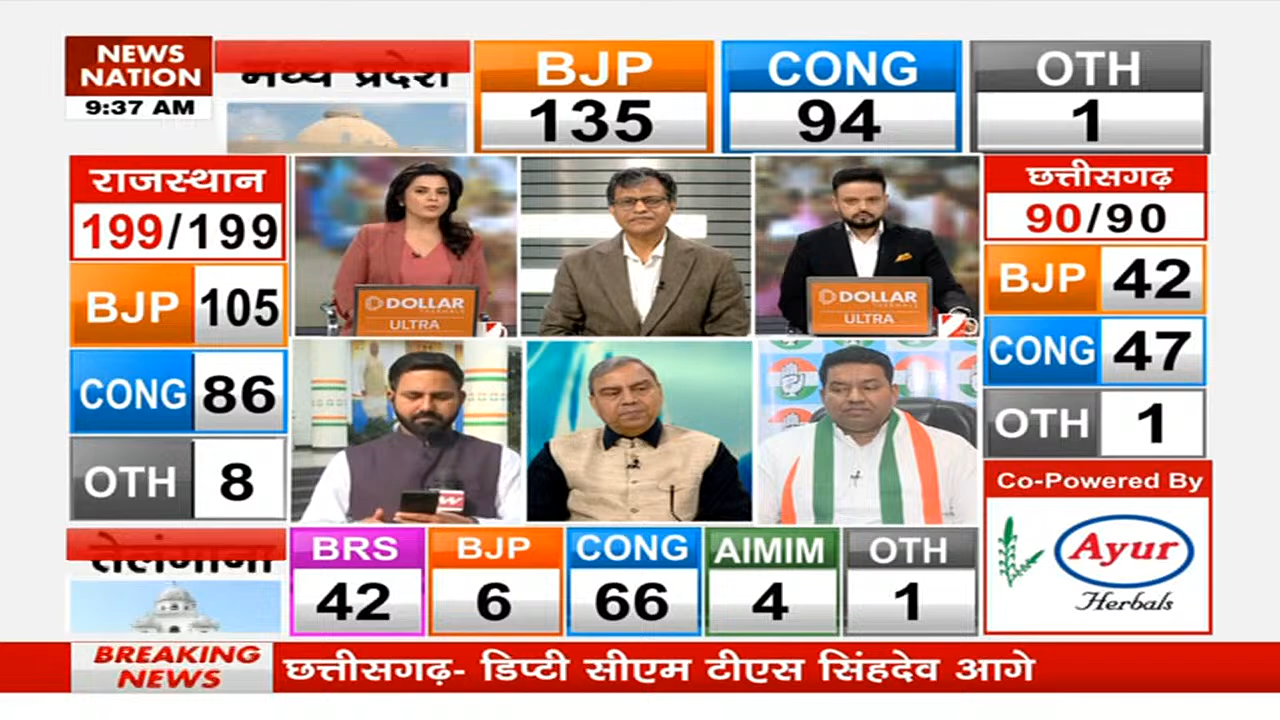 NEWS
NATION
9:37 AM
मध्य प्रदेश
BJP
135
CONG
94
OTH
1
राजस्थान
199/199
BJP 105
CONG 86
OTH 8
DOLLAR
ULTRA
DOLLAR
ULTRA
छत्तीसगढ़
90/90
BJP 42
CONG 47
OTH 1
Co-Powered By
Ayur
Herbals
तेलंगाना
BRS
42
BJP
6
CONG
66
AIMIM
4
OTH
1
BREAKING
NEWS
छत्तीसगढ़- डिप्टी सीएम टीएस सिंहदेव आगे